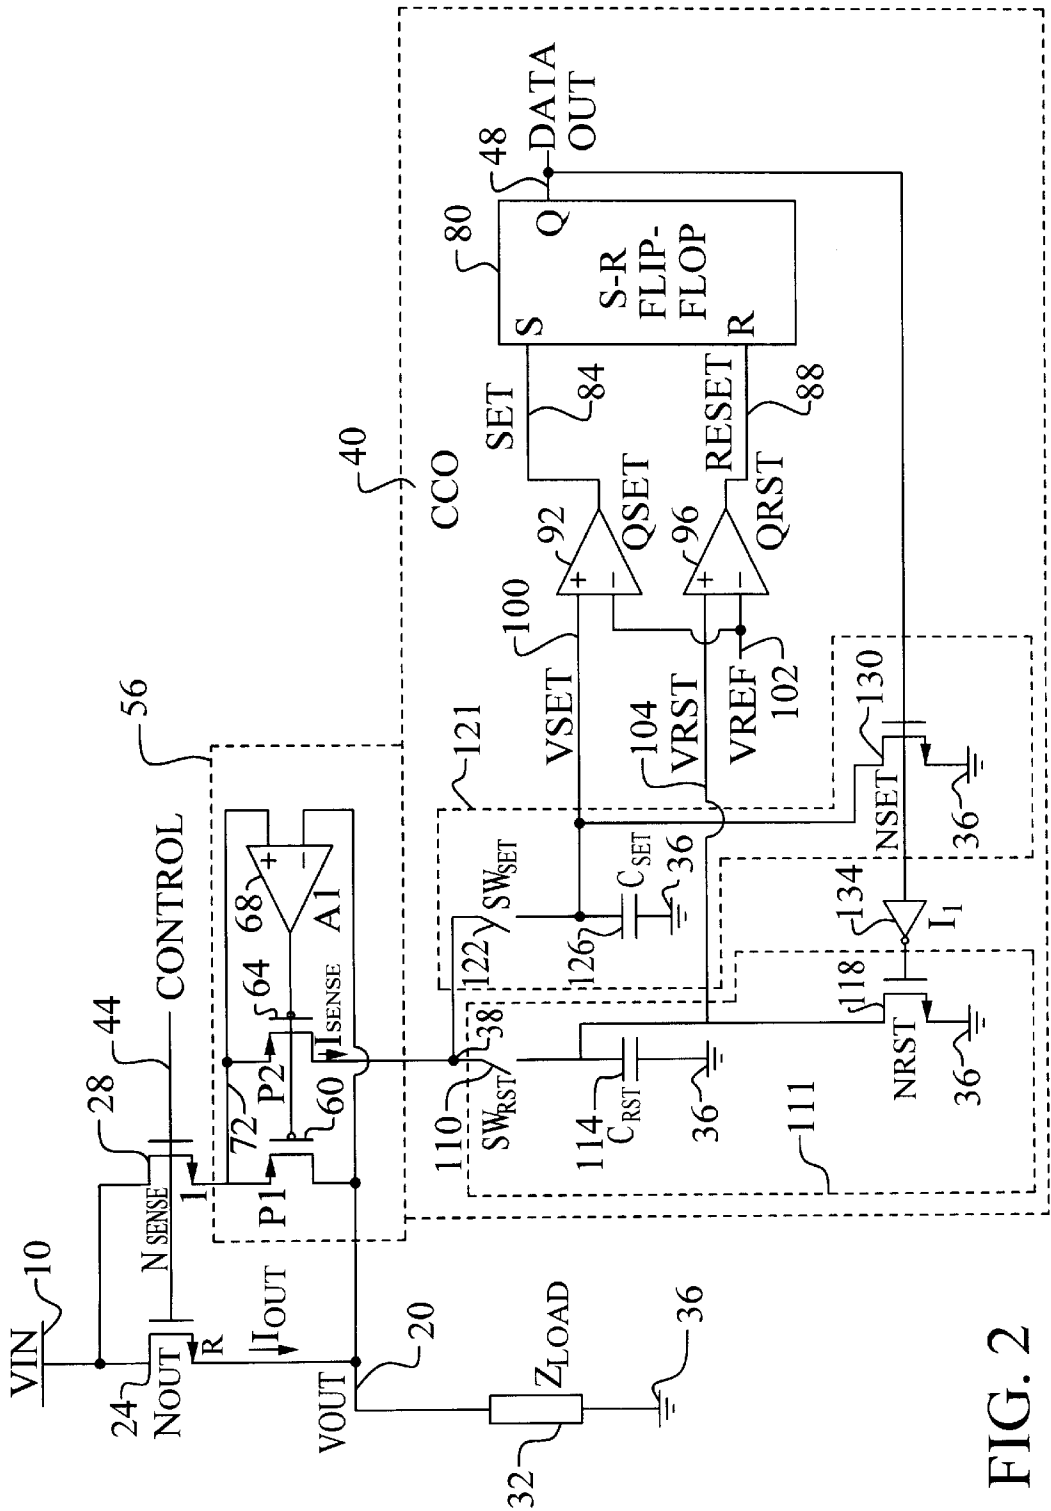 VIN
10
24
NOUT
R
IOUT
VOUT
20
32
ZLOAD
36
NSENSE
28
1
44
CONTROL
56
72
P1
60
P2
64
ISENSE
68
+
−
A1
40
CCO
38
110
SWRST
114
CRST
36
111
121
122
SWSET
126
CSET
36
VSET
100
104
VRST
VREF
102
92
+
−
QSET
96
+
−
QRST
SET
84
RESET
88
80
S
R
Q
S-R
FLIP-
FLOP
48
DATA
OUT
NSET
130
36
134
I1
118
NRST
36
FIG. 2